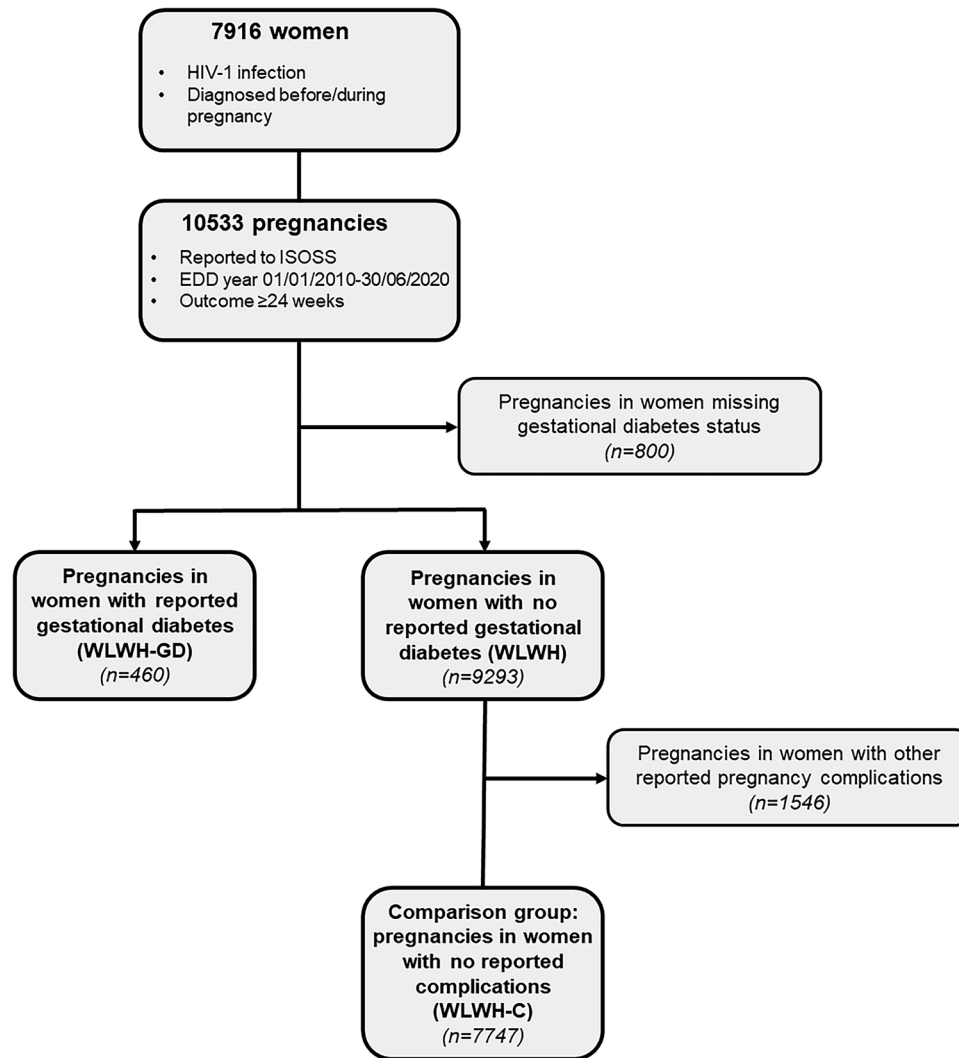 7916 women
• HIV-1 infection
• Diagnosed before/during
pregnancy
10533 pregnancies
• Reported to ISOSS
• EDD year 01/01/2010-30/06/2020
• Outcome ≥24 weeks
Pregnancies in women missing
gestational diabetes status
(n=800)
Pregnancies in
women with reported
gestational diabetes
(WLWH-GD)
(n=460)
Pregnancies in
women with no
reported gestational
diabetes (WLWH)
(n=9293)
Pregnancies in women with other
reported pregnancy complications
(n=1546)
Comparison group:
pregnancies in women
with no reported
complications
(WLWH-C)
(n=7747)